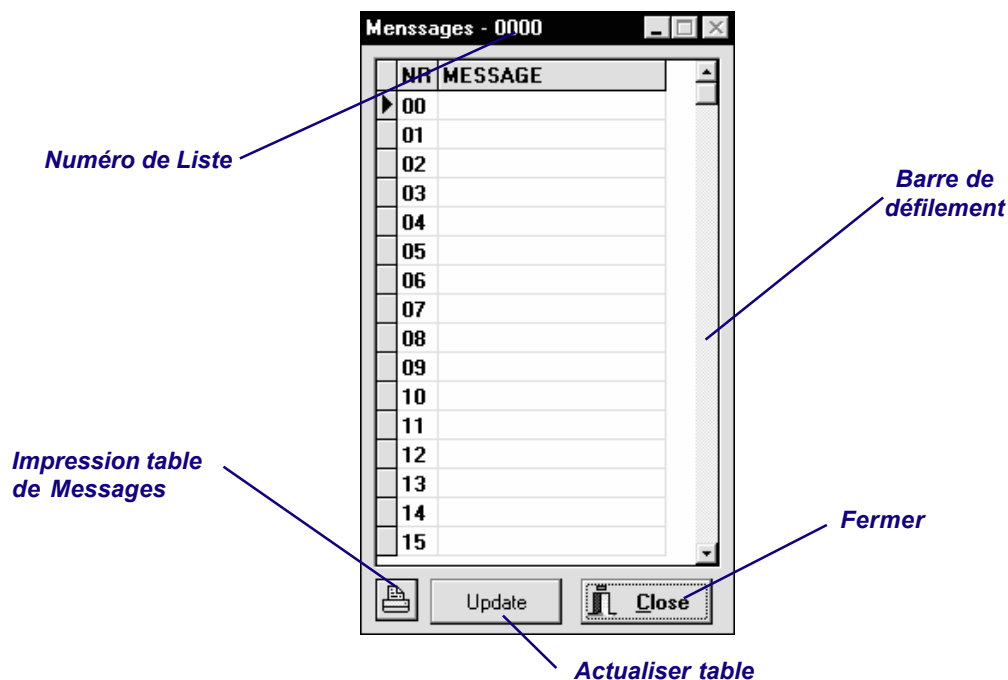 Menssages - 0000
NR MESSAGE
00
01
Numéro de Liste
02
03
Barre de
défilement
04
05
06
07
08
09
10
11
Impression table
de Messages
12
13
14
Fermer
15
Update
Close
Actualiser table